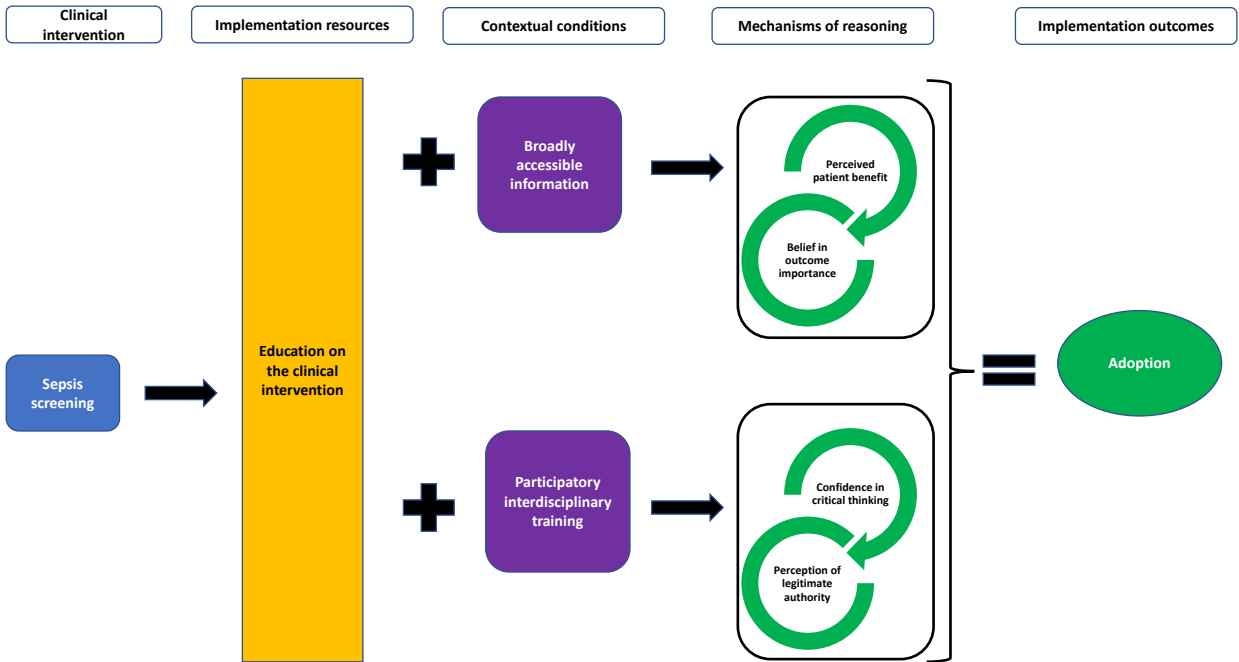 Clinical
intervention
Implementation resources
Contextual conditions
Mechanisms of reasoning
Implementation outcomes
Broadly
accessible
information
Perceived
patient benefit
Belief in
outcome
importance
Sepsis
screening
Education on
the clinical
intervention
Adoption
Participatory
interdisciplinary
training
Confidence in
critical thinking
Perception of
legitimate
authority